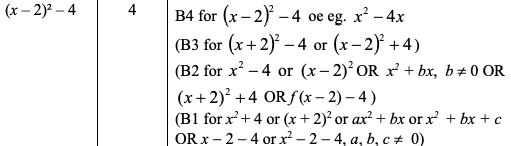 (x – 2)² – 4	4	B4 for (x – 2)² – 4 oe eg. x² – 4x
(B3 for (x + 2)² – 4 or (x – 2)² + 4)
(B2 for x² – 4 or (x – 2)² OR x² + bx, b ≠ 0 OR
(x + 2)² + 4 OR f(x – 2) – 4)
(B1 for x² + 4 or (x + 2)² or ax² + bx or x² + bx + c
OR x – 2 – 4 or x² – 2 – 4, a, b, c ≠ 0)